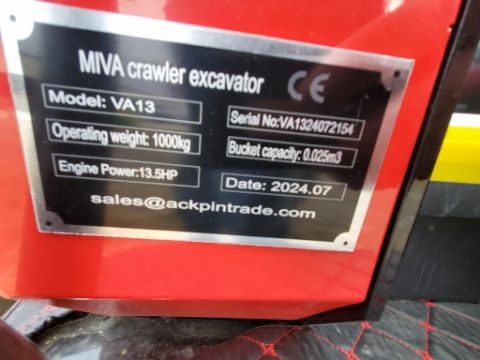 MIVA crawler excavator CE
Model: VA13
Serial No:VA1324072154
Operating weight: 1000kg
Bucket capacity: 0.025m3
Engine Power:13.5HP
Date: 2024.07
sales@ackpintrade.com